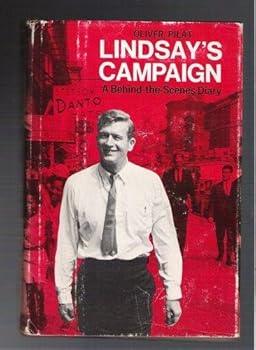 OLIVER PILAT
LINDSAY'S
CAMPAIGN
A Behind-the-Scenes Diary
DANTO